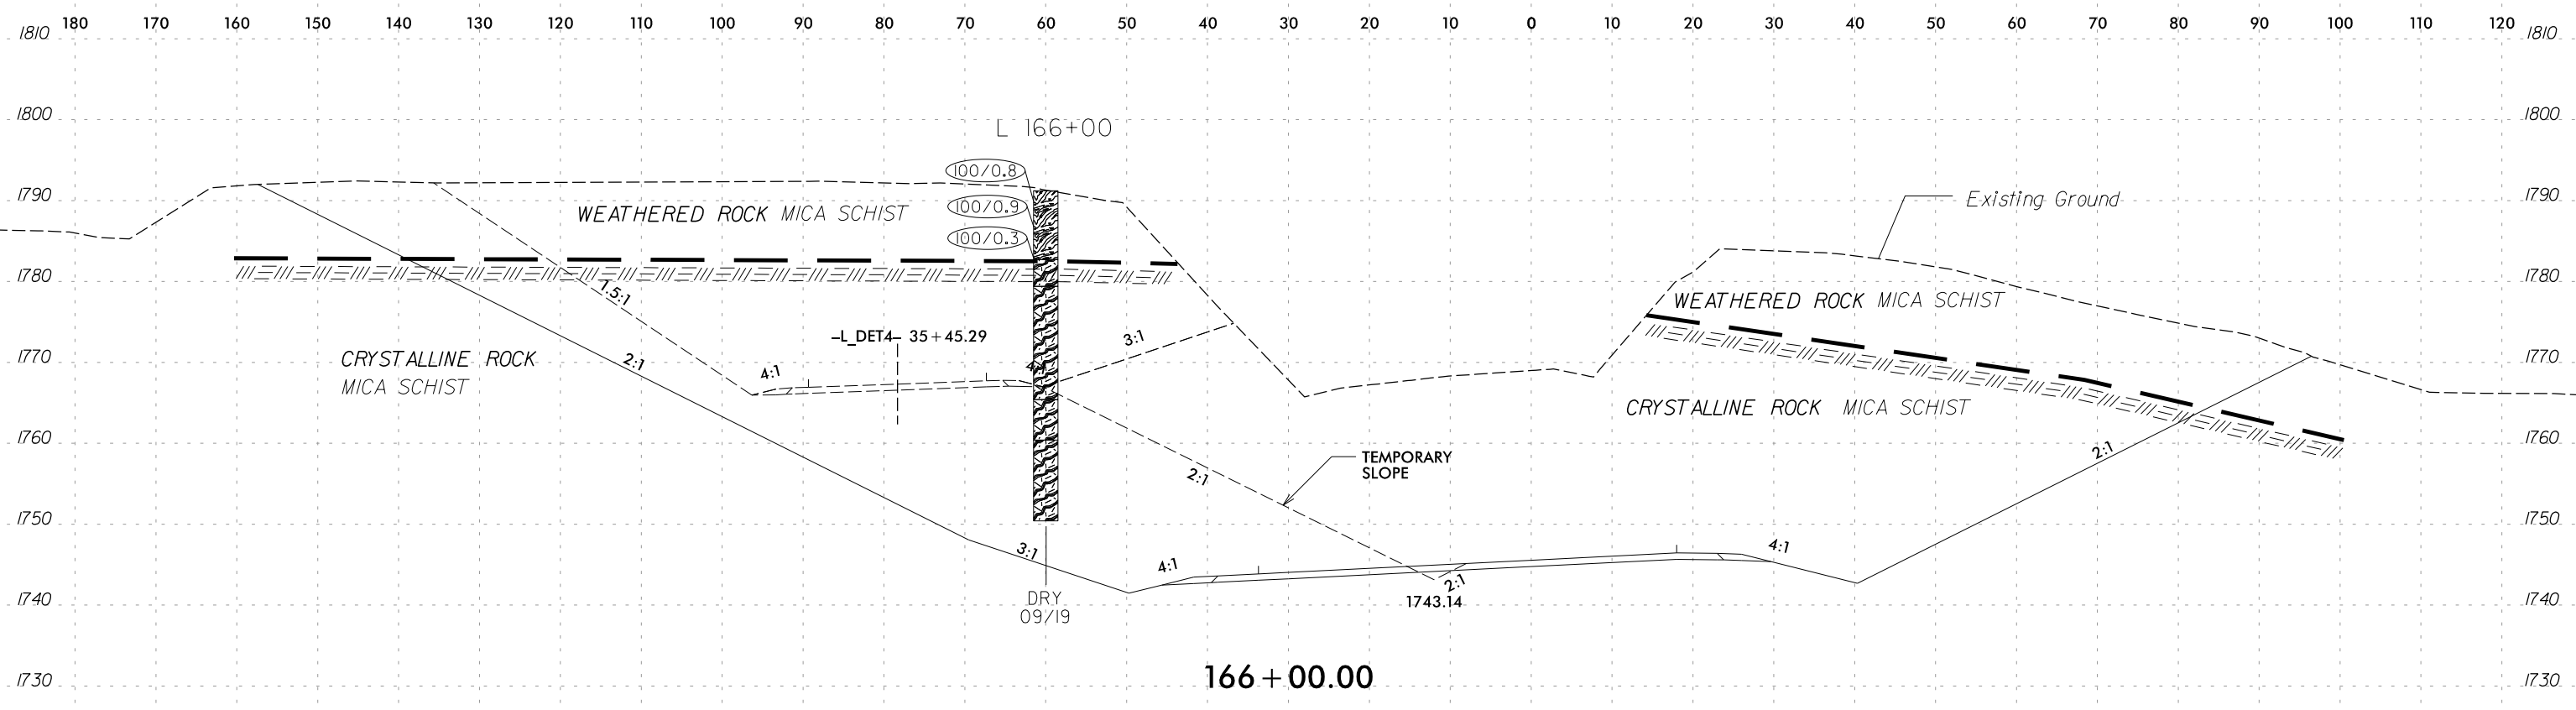 180 170 160 150 140 130 120 110 100 90 80 70 60 50 40 30 20 10 0 10 20 30 40 50 60 70 80 90 100 110 120
1810 1810
1800 1800
L 166+00
100/0.8
1790 1790
Existing Ground
100/0.9
WEATHERED ROCK MICA SCHIST
100/0.3
1780 1780
1.5:1
WEATHERED ROCK MICA SCHIST
-L_DET4- 35+45.29
3:1
CRYSTALLINE ROCK
MICA SCHIST
2:1
1770 1770
4:1
CRYSTALLINE ROCK MICA SCHIST
1760 1760
2:1
TEMPORARY
SLOPE
2:1
1750 1750
3:1
4:1
4:1
2:1
1743.14
1740 1740
DRY
09/19
166+00.00
1730 1730